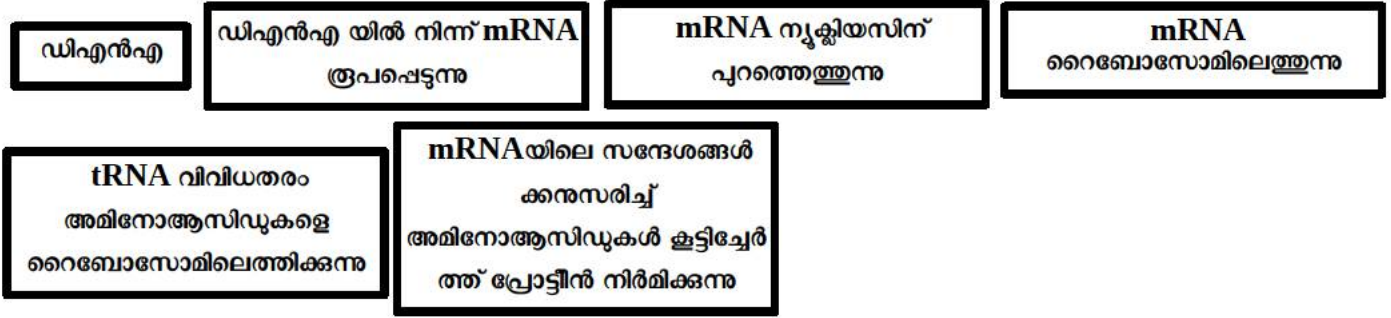 ഡിഎൻഎ
ഡിഎൻഎ യിൽ നിന്ന് mRNA
രൂപപ്പെടുന്നു
mRNA ന്യൂക്ലിയസിന്
പുറത്തെത്തുന്നു
mRNA
റൈബോസോമിലെത്തുന്നു
tRNA വിവിധതരം
അമിനോആസിഡുകളെ
റൈബോസോമിലെത്തിക്കുന്നു
mRNAയിലെ സന്ദേശങ്ങൾ
ക്കനുസരിച്ച്
അമിനോആസിഡുകൾ കൂട്ടിച്ചേർ
ത്ത് പ്രോട്ടീൻ നിർമിക്കുന്നു